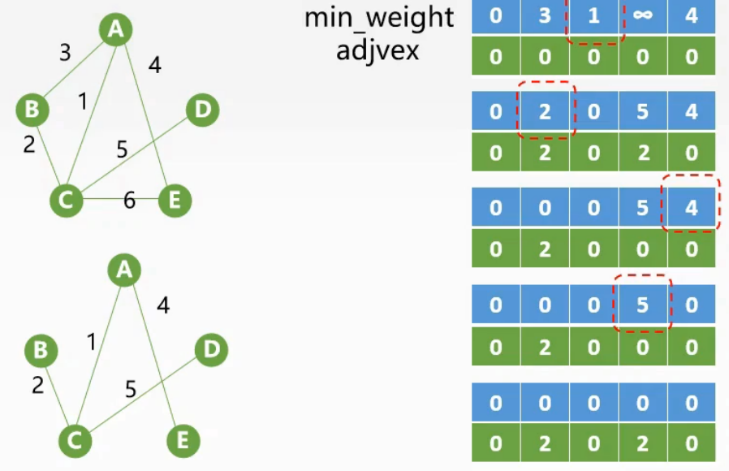 min_weight
adjvex
0 3 1 ∞ 4
0 0 0 0 0
0 2 0 5 4
0 2 0 2 0
0 0 0 5 4
0 2 0 0 0
0 0 0 5 0
0 2 0 0 0
0 0 0 0 0
0 2 0 2 0
A
3
4
B
1
D
2
5
C
6
E
A
4
B
1
D
2
5
C
E